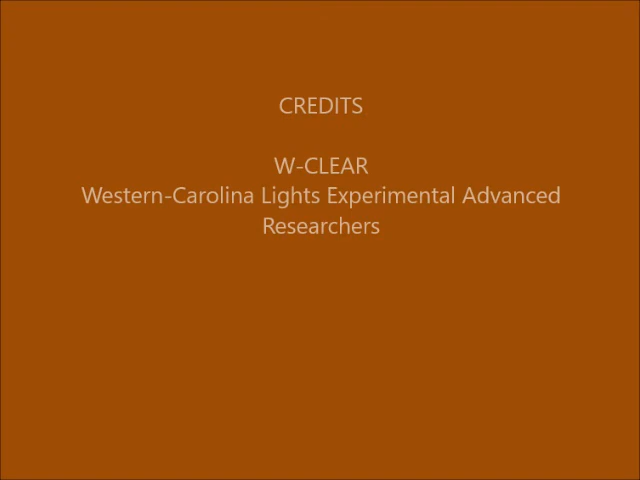 CREDITS
W-CLEAR
Western-Carolina Lights Experimental Advanced
Researchers